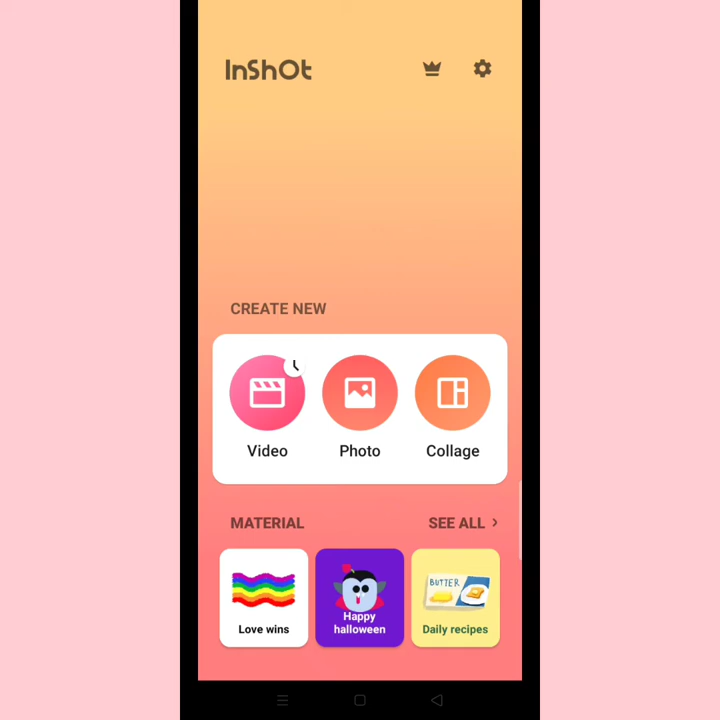 InShOt
CREATE NEW
Video
Photo
Collage
MATERIAL
SEE ALL >
Love wins
Happy
halloween
BUTTER
Daily recipes